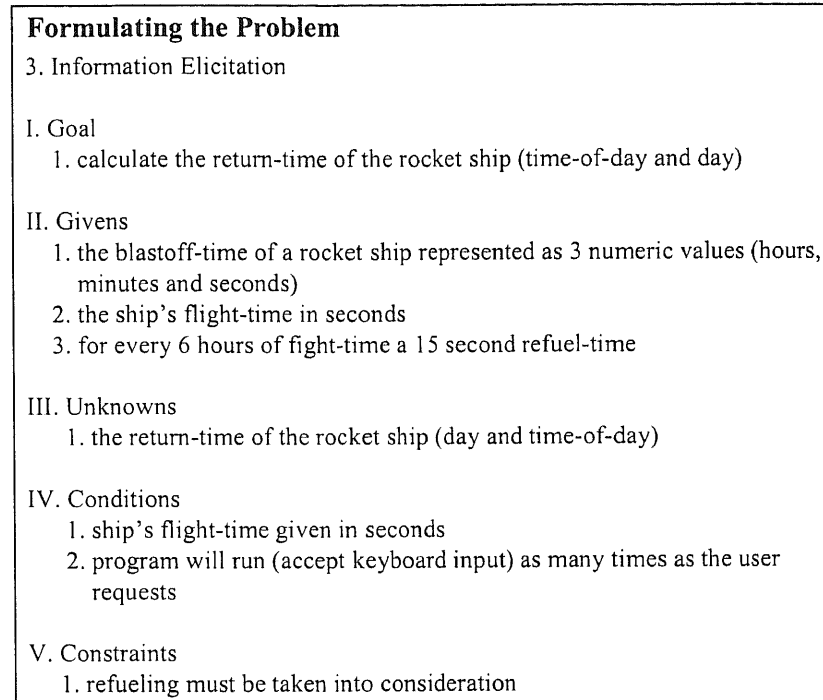 Formulating the Problem
3. Information Elicitation
I. Goal
1. calculate the return-time of the rocket ship (time-of-day and day)
II. Givens
1. the blastoff-time of a rocket ship represented as 3 numeric values (hours,
minutes and seconds)
2. the ship's flight-time in seconds
3. for every 6 hours of fight-time a 15 second refuel-time
III. Unknowns
1. the return-time of the rocket ship (day and time-of-day)
IV. Conditions
1. ship's flight-time given in seconds
2. program will run (accept keyboard input) as many times as the user
requests
V. Constraints
1. refueling must be taken into consideration